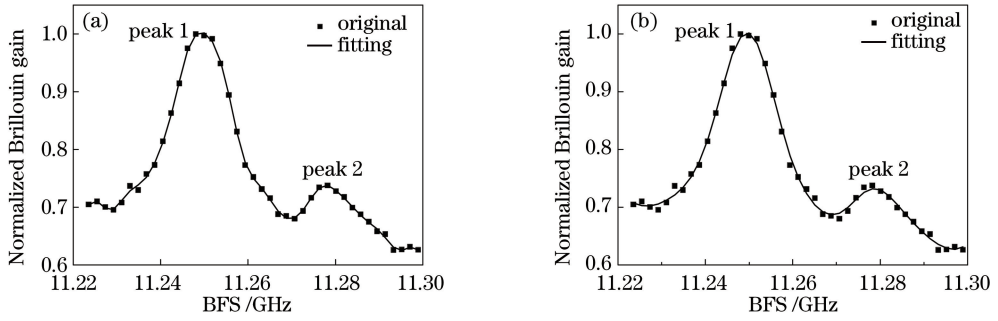 (a)
peak 1
original
fitting
peak 2
Normalized Brillouin gain
1.0
0.9
0.8
0.7
0.6
11.22 11.24 11.26 11.28 11.30
BFS /GHz
(b)
peak 1
original
fitting
peak 2
Normalized Brillouin gain
1.0
0.9
0.8
0.7
0.6
11.22 11.24 11.26 11.28 11.30
BFS /GHz